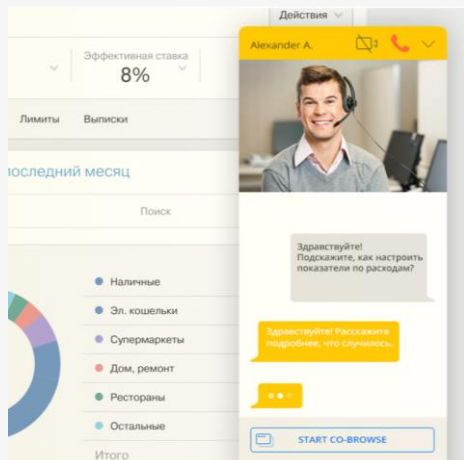 Действия
Эффективная ставка
8%
Лимиты
Выписки
последний месяц
Поиск
Наличные
Эл. кошельки
Супермаркеты
Дом, ремонт
Рестораны
Остальные
Итого
Alexander A.
Здравствуйте!
Подскажите, как настроить
показатели по расходам?
Здравствуйте! Расскажите
подробнее, что случилось.
START CO-BROWSE